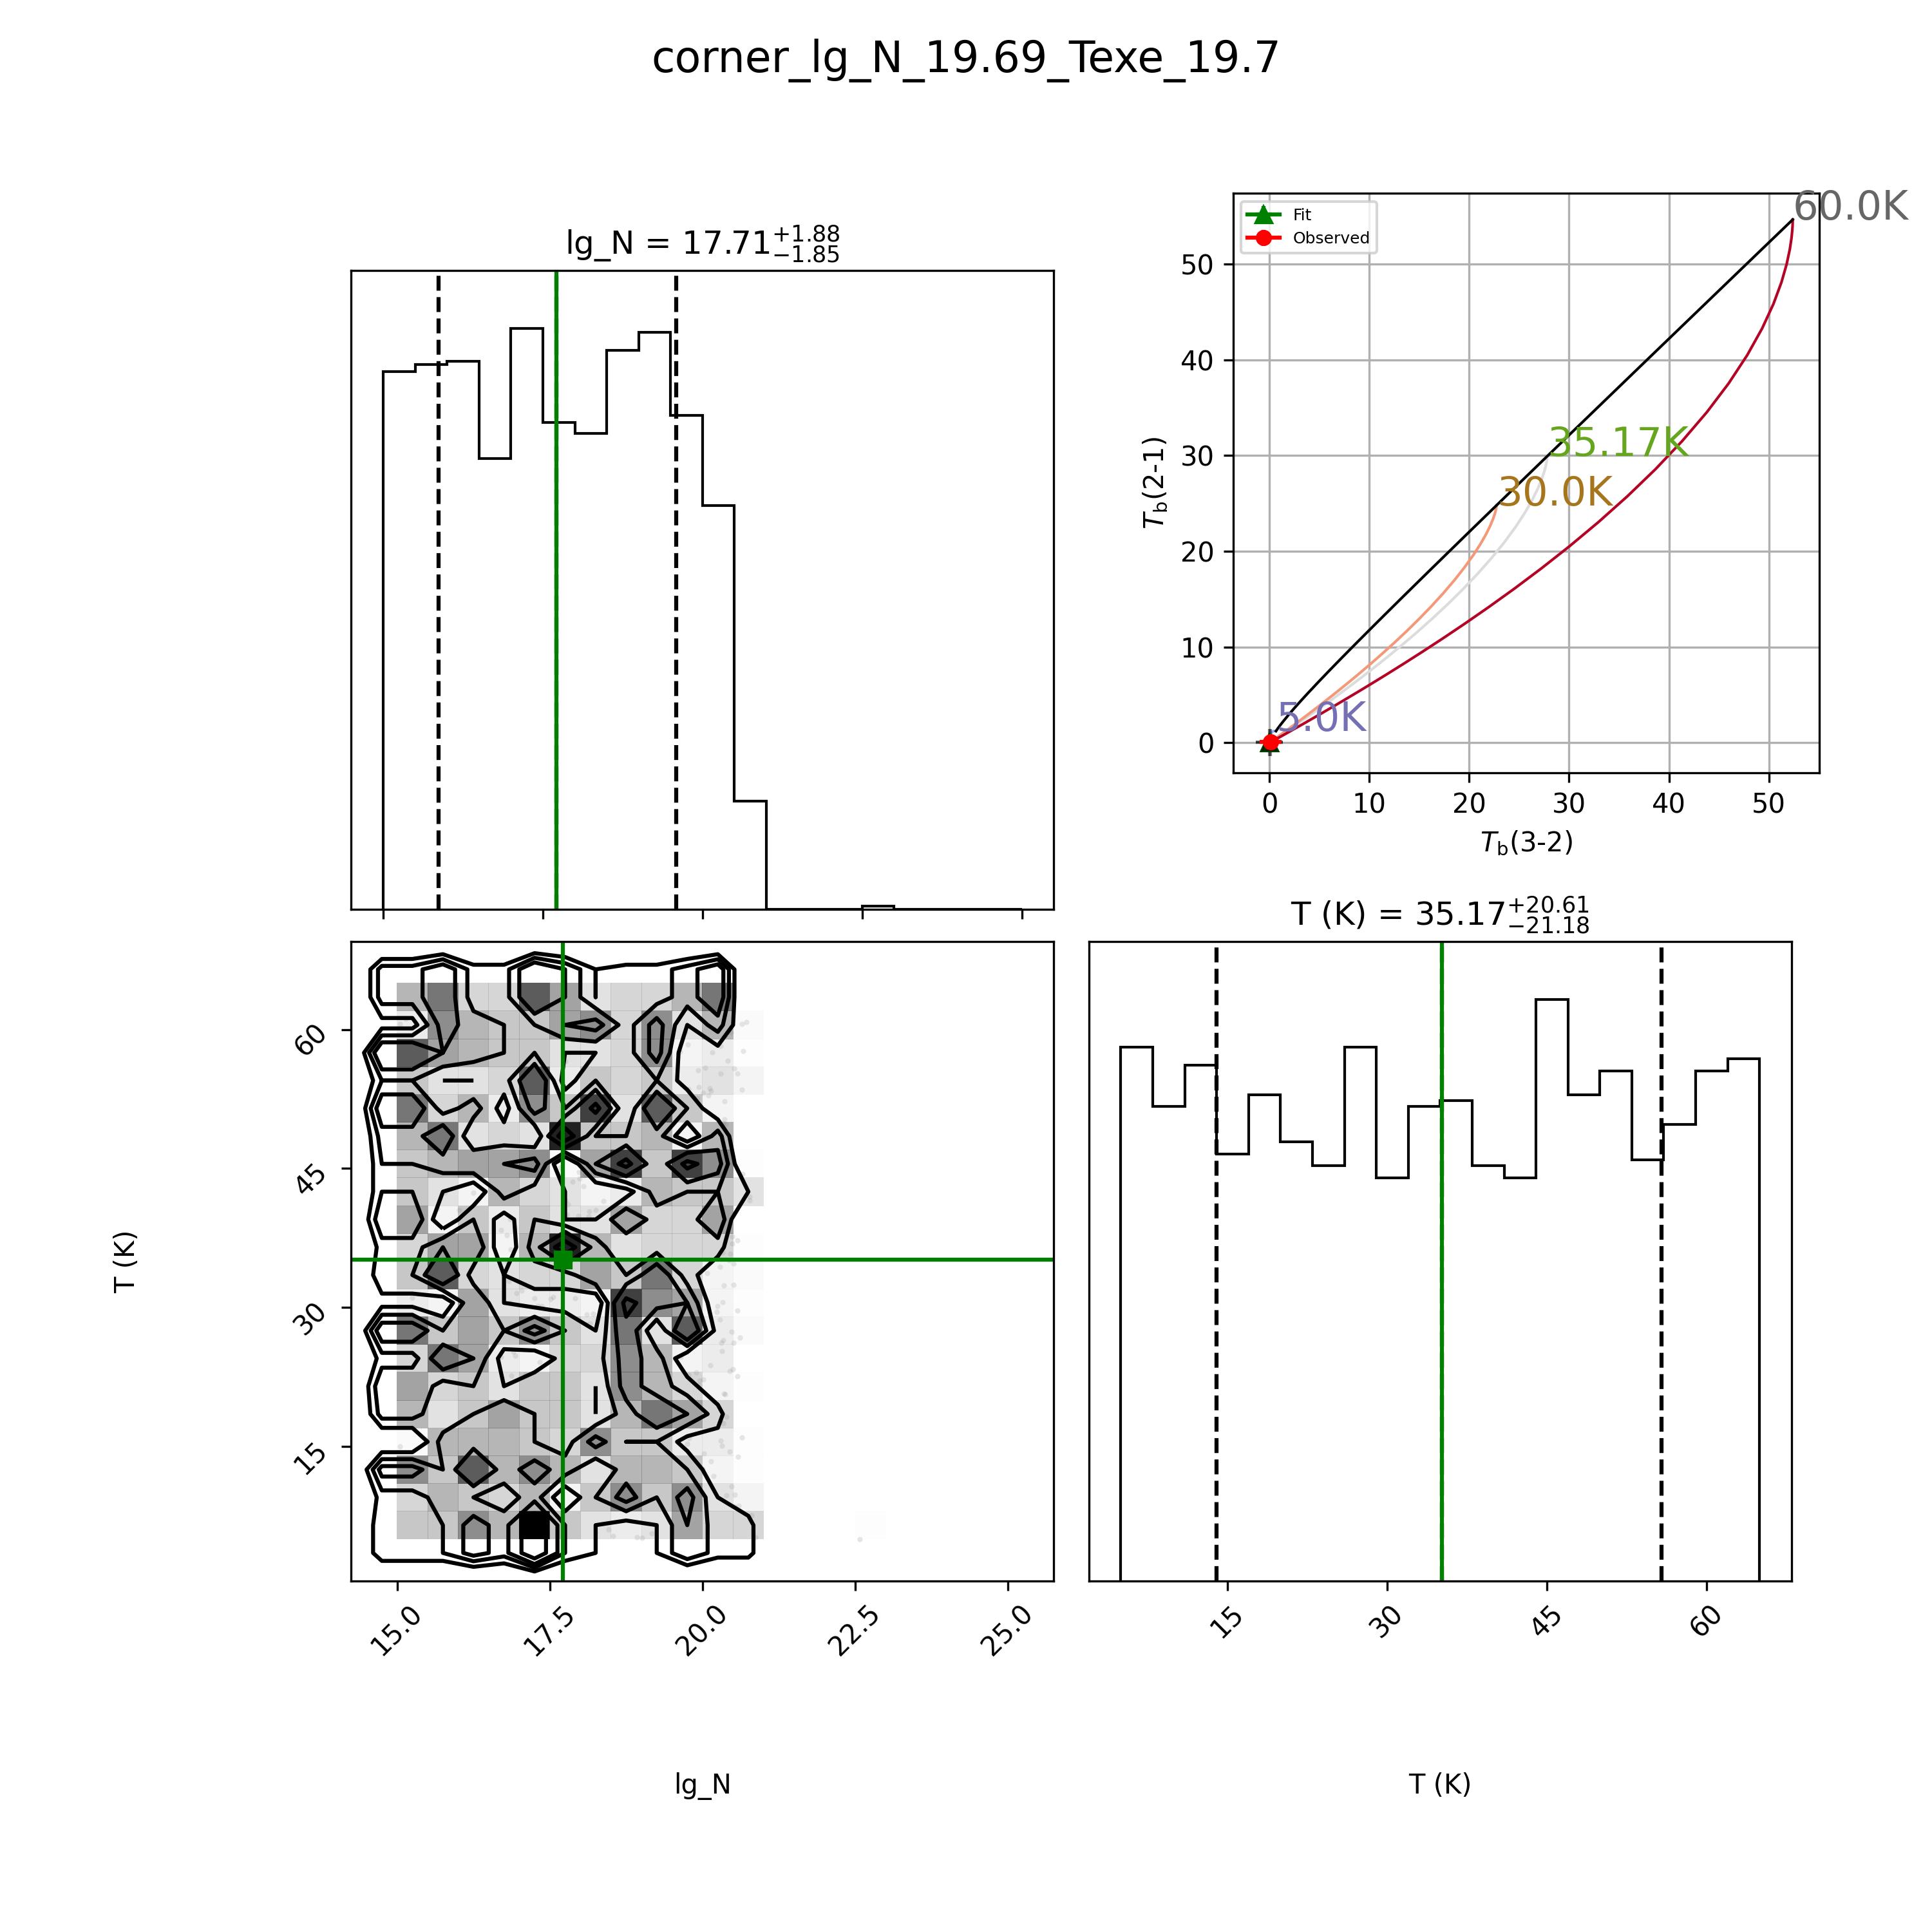 corner_lg_N_19.69_Texe_19.7
lg_N = 17.71 +1.88 −1.85
60.0K
Fit
Observed
50
40
35.17K
30
30.0K
20
10
5.0K
0
T_b(2-1)
0 10 20 30 40 50
T_b(3-2)
T (K) = 35.17 +20.61 −21.18
60
45
30
15
T (K)
15.0 17.5 20.0 22.5 25.0
15 30 45 60
lg_N
T (K)